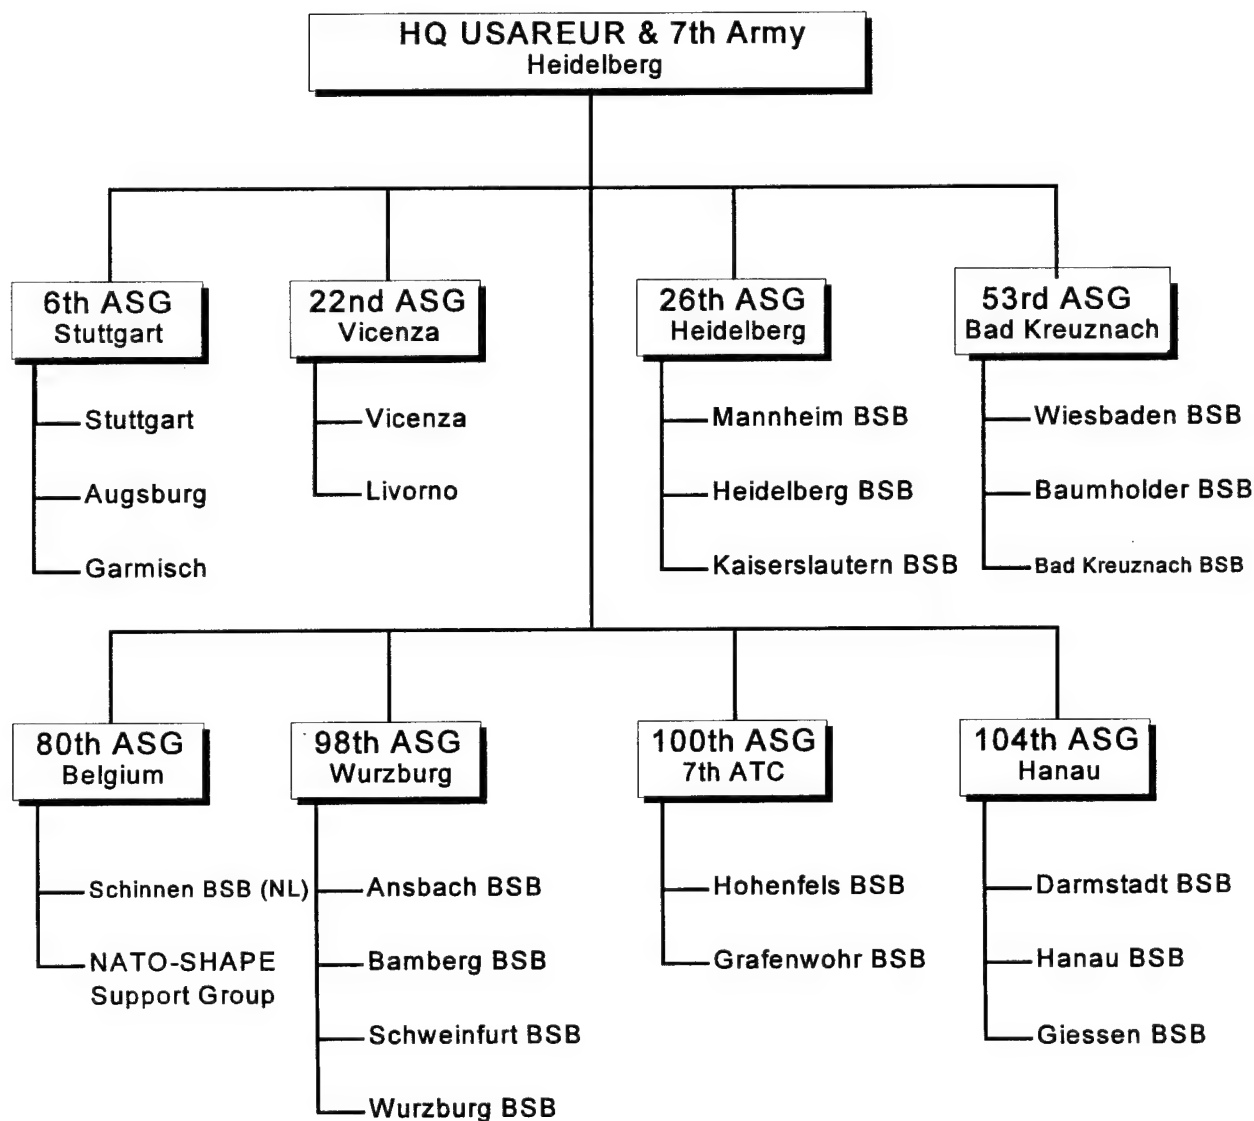 HQ USAREUR & 7th Army
Heidelberg
6th ASG
Stuttgart
Stuttgart
Augsburg
Garmisch
22nd ASG
Vicenza
Vicenza
Livorno
26th ASG
Heidelberg
Mannheim BSB
Heidelberg BSB
Kaiserslautern BSB
53rd ASG
Bad Kreuznach
Wiesbaden BSB
Baumholder BSB
Bad Kreuznach BSB
80th ASG
Belgium
Schinnen BSB (NL)
NATO-SHAPE
Support Group
98th ASG
Wurzburg
Ansbach BSB
Bamberg BSB
Schweinfurt BSB
Wurzburg BSB
100th ASG
7th ATC
Hohenfels BSB
Grafenwohr BSB
104th ASG
Hanau
Darmstadt BSB
Hanau BSB
Giessen BSB